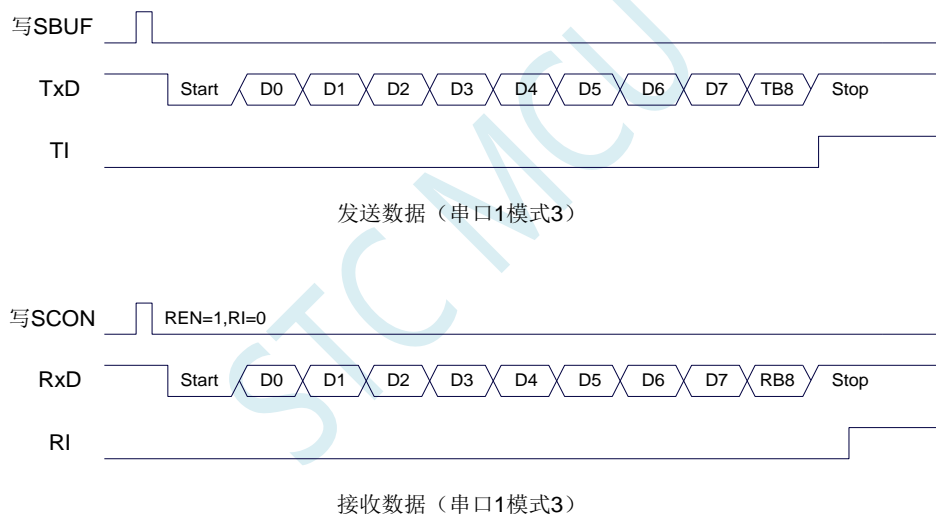 写SBUF
TxD Start D0 D1 D2 D3 D4 D5 D6 D7 TB8 Stop
TI
发送数据（串口1模式3）
写SCON REN=1,RI=0
RxD Start D0 D1 D2 D3 D4 D5 D6 D7 RB8 Stop
RI
接收数据（串口1模式3）
STC MCU